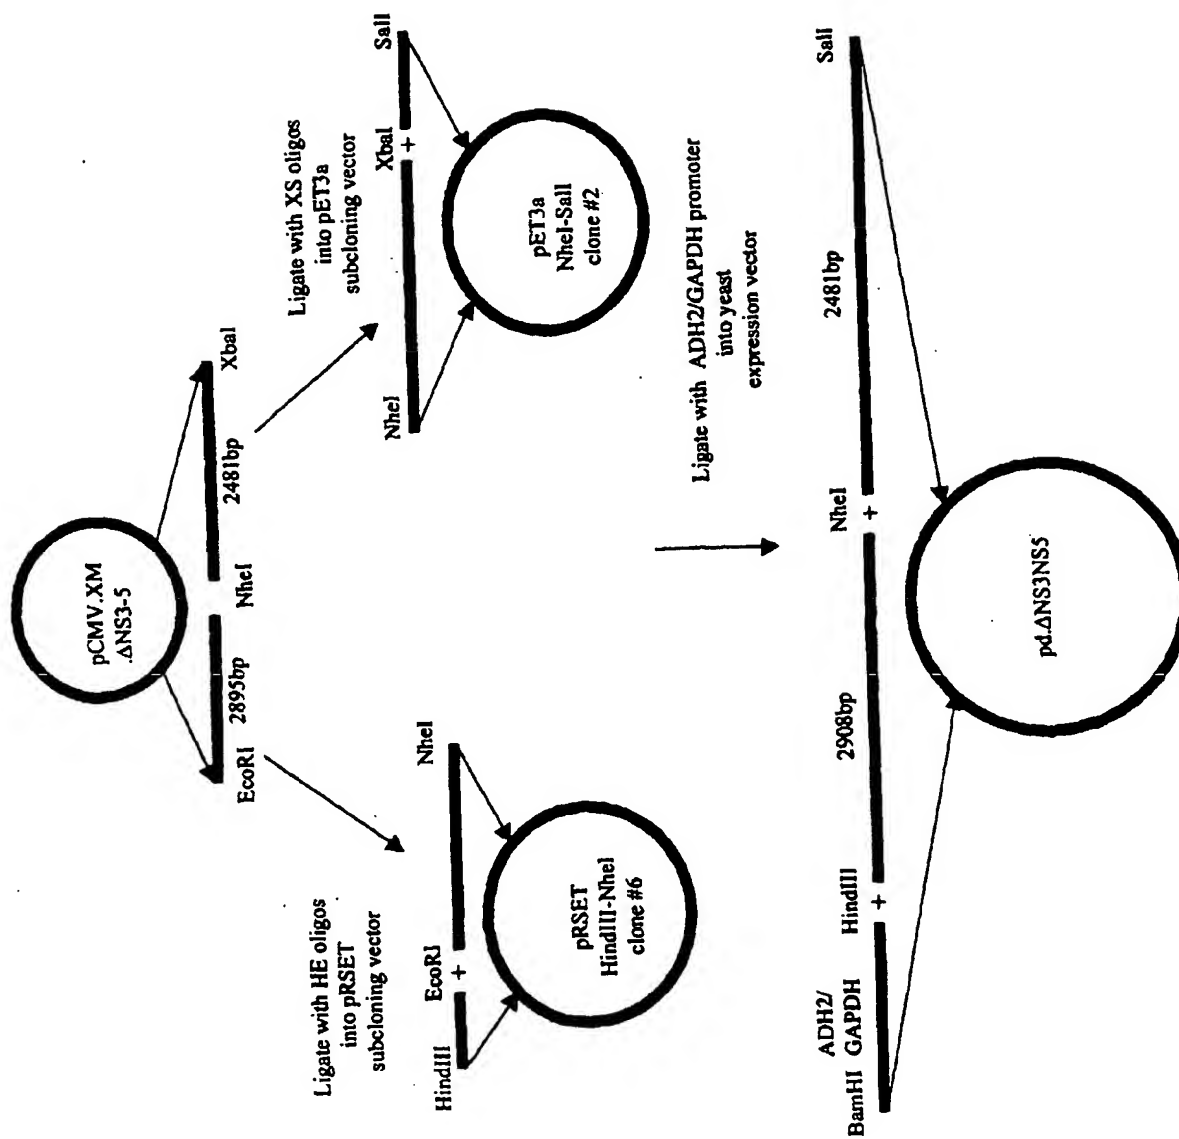 pCMV.XM
.ΔNS3-5
EcoRI
2895bp
NheI
2481bp
XbaI
Ligate with HE oligos
into pRSET
subcloning vector
HindIII
EcoRI
+
NheI
pRSET
HindIII-NheI
clone #6
Ligate with XS oligos
into pET3a
subcloning vector
NheI
XbaI
+
SalI
pET3a
NheI-SalI
clone #2
Ligate with ADH2/GAPDH promoter
into yeast
expression vector
ADH2/
BamHI GAPDH
HindIII
+
2908bp
NheI
+
2481bp
SalI
pd.ΔNS3NS5